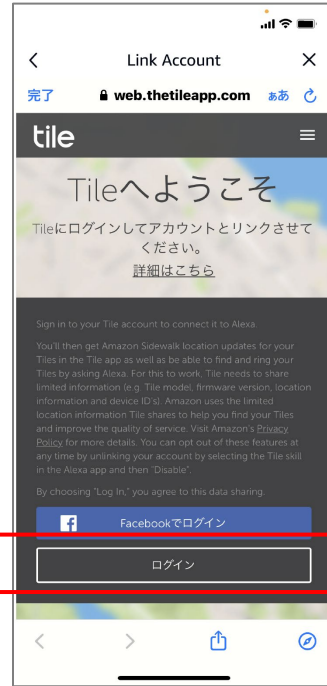 Link Account
完了
web.thetileapp.com
ああ
tile
Tileへようこそ
Tileにログインしてアカウントとリンクさせて
ください。
詳細はこちら
Sign in to your Tile account to connect it to Alexa.
You'll then get Amazon Sidewalk location updates for your
Tiles in the Tile app as well as be able to find and ring your
Tiles by asking Alexa. For this to work, Tile needs to share
limited information (e.g. Tile model, firmware version, location
information and device ID's). Amazon uses the limited
location information Tile shares to help you find your Tiles
and improve the quality of service. Visit Amazon's Privacy
Policy for more details. You can opt out of these features at
any time by unlinking your account by selecting the Tile skill
in the Alexa app and then "Disable".
By choosing "Log In," you agree to this data sharing.
Facebookでログイン
ログイン